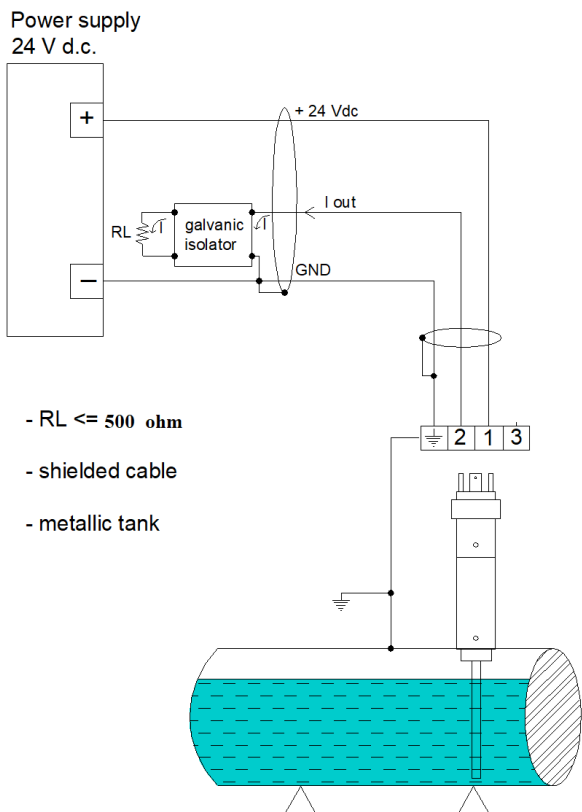 Power supply
24 V d.c.
+
+ 24 Vdc
I out
RL
I
galvanic
isolator
I
GND
−
2 1 3
- RL <= 500 ohm
- shielded cable
- metallic tank